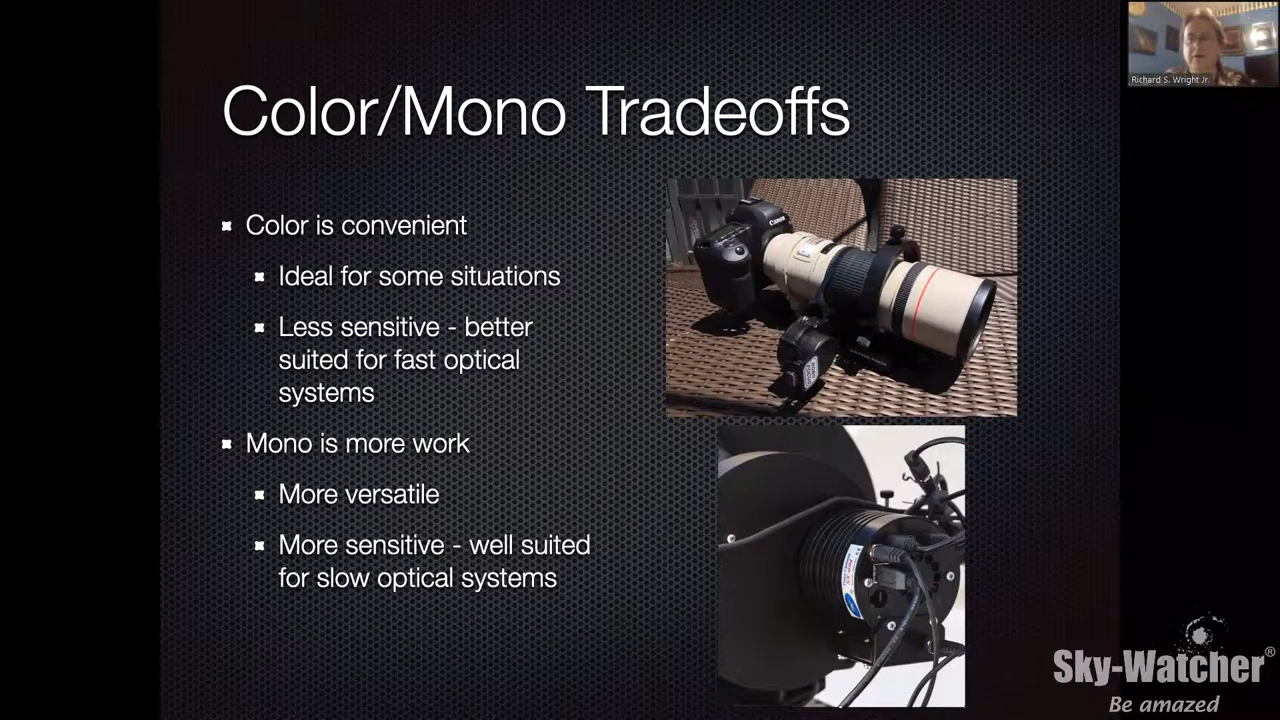 Richard S. Wright Jr.
Color/Mono Tradeoffs
Color is convenient
Ideal for some situations
Less sensitive - better
suited for fast optical
systems
Mono is more work
More versatile
More sensitive - well suited
for slow optical systems
Canon
Sky-Watcher®
Be amazed